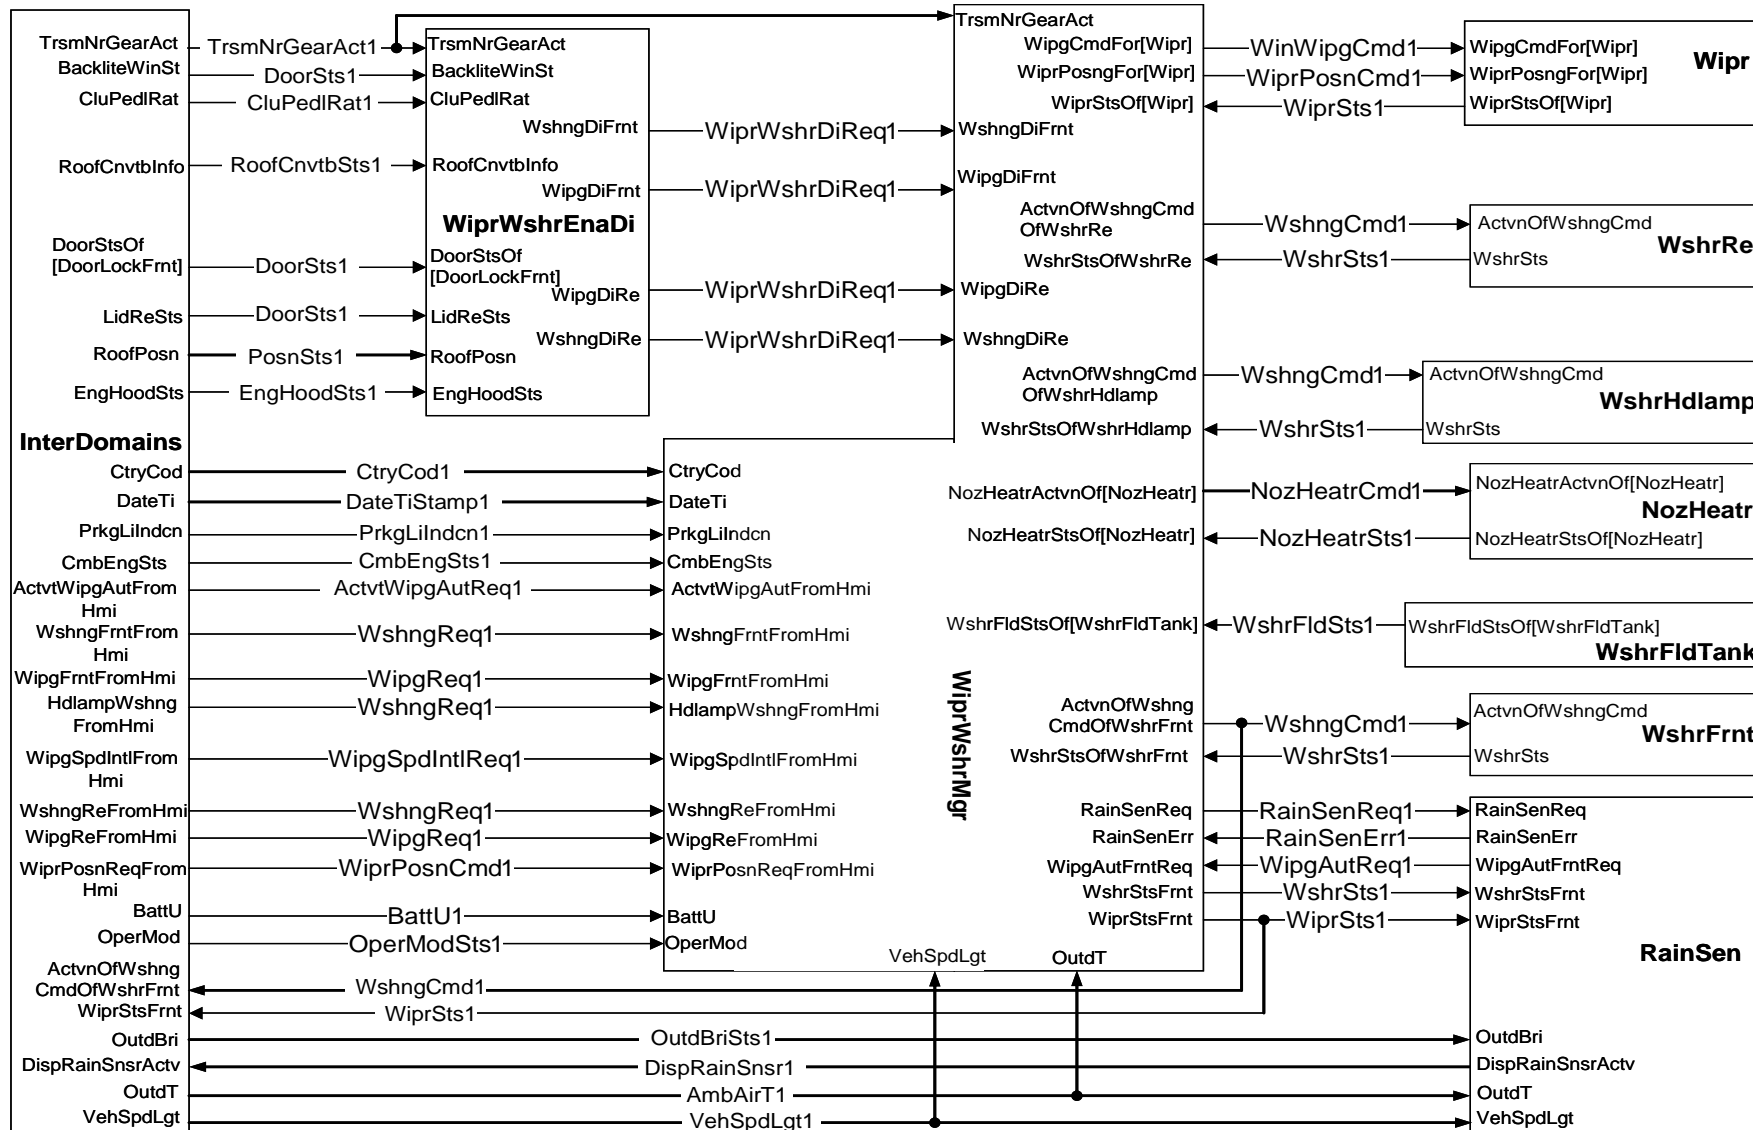 TrsmNrGearAct
TrsmNrGearAct TrsmNrGearAct1 TrsmNrGearAct WipgCmdFor[Wipr] WinWipgCmd1 WipgCmdFor[Wipr]
Wipr
BackliteWinSt DoorSts1 BackliteWinSt WiprPosngFor[Wipr] WiprPosnCmd1 WiprPosngFor[Wipr]
CluPedlRat CluPedlRat1 CluPedlRat WiprStsOf[Wipr] WiprSts1 WiprStsOf[Wipr]
WshngDiFrnt WiprWshrDiReq1 WshngDiFrnt
RoofCnvtbInfo RoofCnvtbSts1 RoofCnvtbInfo
WipgDiFrnt WiprWshrDiReq1 WipgDiFrnt
WiprWshrEnaDi
ActvnOfWshngCmd
OfWshrRe WshngCmd1 ActvnOfWshngCmd
WshrRe
DoorStsOf
[DoorLockFrnt] DoorSts1 DoorStsOf
[DoorLockFrnt]
WshrStsOfWshrRe WshrSts1 WshrSts
WipgDiRe WiprWshrDiReq1 WipgDiRe
LidReSts DoorSts1 LidReSts
WshngDiRe WiprWshrDiReq1 WshngDiRe
RoofPosn PosnSts1 RoofPosn
EngHoodSts EngHoodSts1 EngHoodSts
ActvnOfWshngCmd
OfWshrHdlamp WshngCmd1 ActvnOfWshngCmd
WshrHdlamp
WshrStsOfWshrHdlamp WshrSts1 WshrSts
InterDomains
CtryCod CtryCod1 CtryCod
DateTi DateTiStamp1 DateTi
NozHeatrActvnOf[NozHeatr] NozHeatrCmd1 NozHeatrActvnOf[NozHeatr]
NozHeatr
PrkgLiIndcn PrkgLiIndcn1 PrkgLiIndcn
NozHeatrStsOf[NozHeatr] NozHeatrSts1 NozHeatrStsOf[NozHeatr]
CmbEngSts CmbEngSts1 CmbEngSts
ActvtWipgAutFrom
Hmi ActvtWipgAutReq1 ActvtWipgAutFromHmi
WshngFrntFrom
Hmi WshngReq1 WshngFrntFromHmi
WshrFldStsOf[WshrFldTank] WshrFldSts1 WshrFldStsOf[WshrFldTank]
WshrFldTank
WipgFrntFromHmi WipgReq1 WipgFrntFromHmi
HdlampWshng
FromHmi WshngReq1 HdlampWshngFromHmi
WiprWshrMgr
ActvnOfWshng
CmdOfWshrFrnt WshngCmd1 ActvnOfWshngCmd
WshrFrnt
WipgSpdIntlFrom
Hmi WipgSpdIntlReq1 WipgSpdIntlFromHmi
WshrStsOfWshrFrnt WshrSts1 WshrSts
WshngReFromHmi WshngReq1 WshngReFromHmi
RainSenReq RainSenReq1 RainSenReq
WipgReFromHmi WipgReq1 WipgReFromHmi
RainSenErr RainSenErr1 RainSenErr
WiprPosnReqFrom
Hmi WiprPosnCmd1 WiprPosnReqFromHmi
WipgAutFrntReq WipgAutReq1 WipgAutFrntReq
WshrStsFrnt WshrSts1 WshrStsFrnt
BattU BattU1 BattU
WiprStsFrnt WiprSts1 WiprStsFrnt
OperMod OperModSts1 OperMod
VehSpdLgt OutdT
RainSen
ActvnOfWshng
CmdOfWshrFrnt WshngCmd1
WiprStsFrnt WiprSts1
OutdBri OutdBriSts1 OutdBri
DispRainSnsrActv DispRainSnsr1 DispRainSnsrActv
OutdT AmbAirT1 OutdT
VehSpdLgt VehSpdLgt1 VehSpdLgt